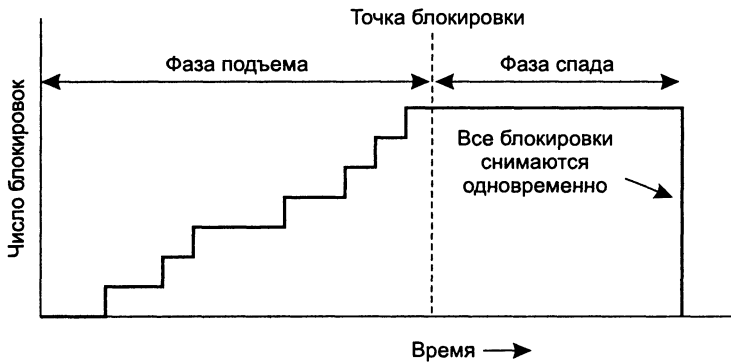 Точка блокировки
Фаза подъема
Фаза спада
Число блокировок
Все блокировки
снимаются
одновременно
Время